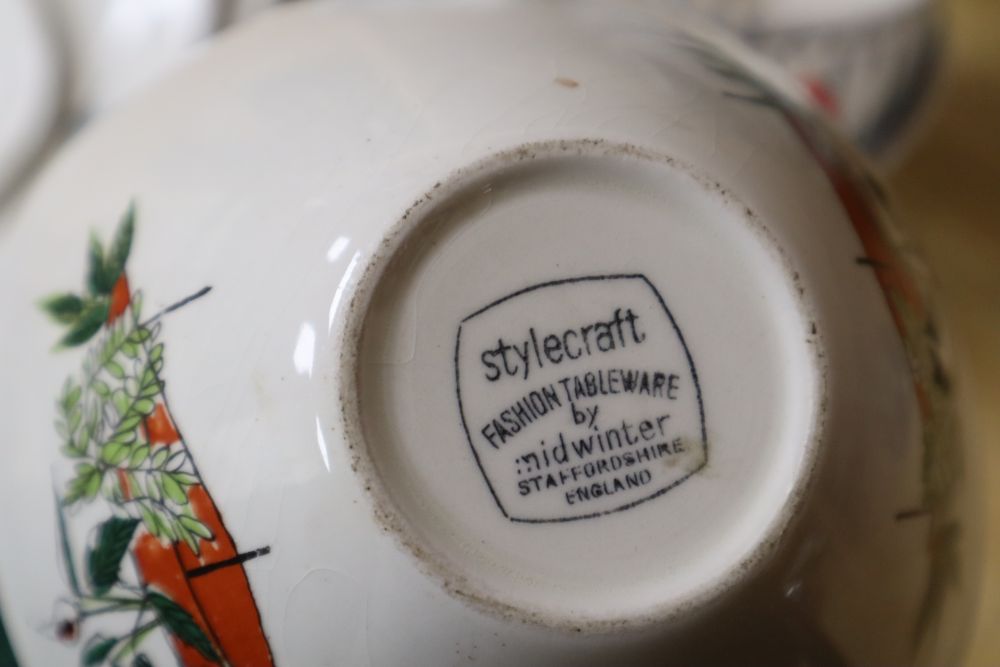 stylecraft
FASHION TABLEWARE
by
midwinter
STAFFORDSHIRE
ENGLAND